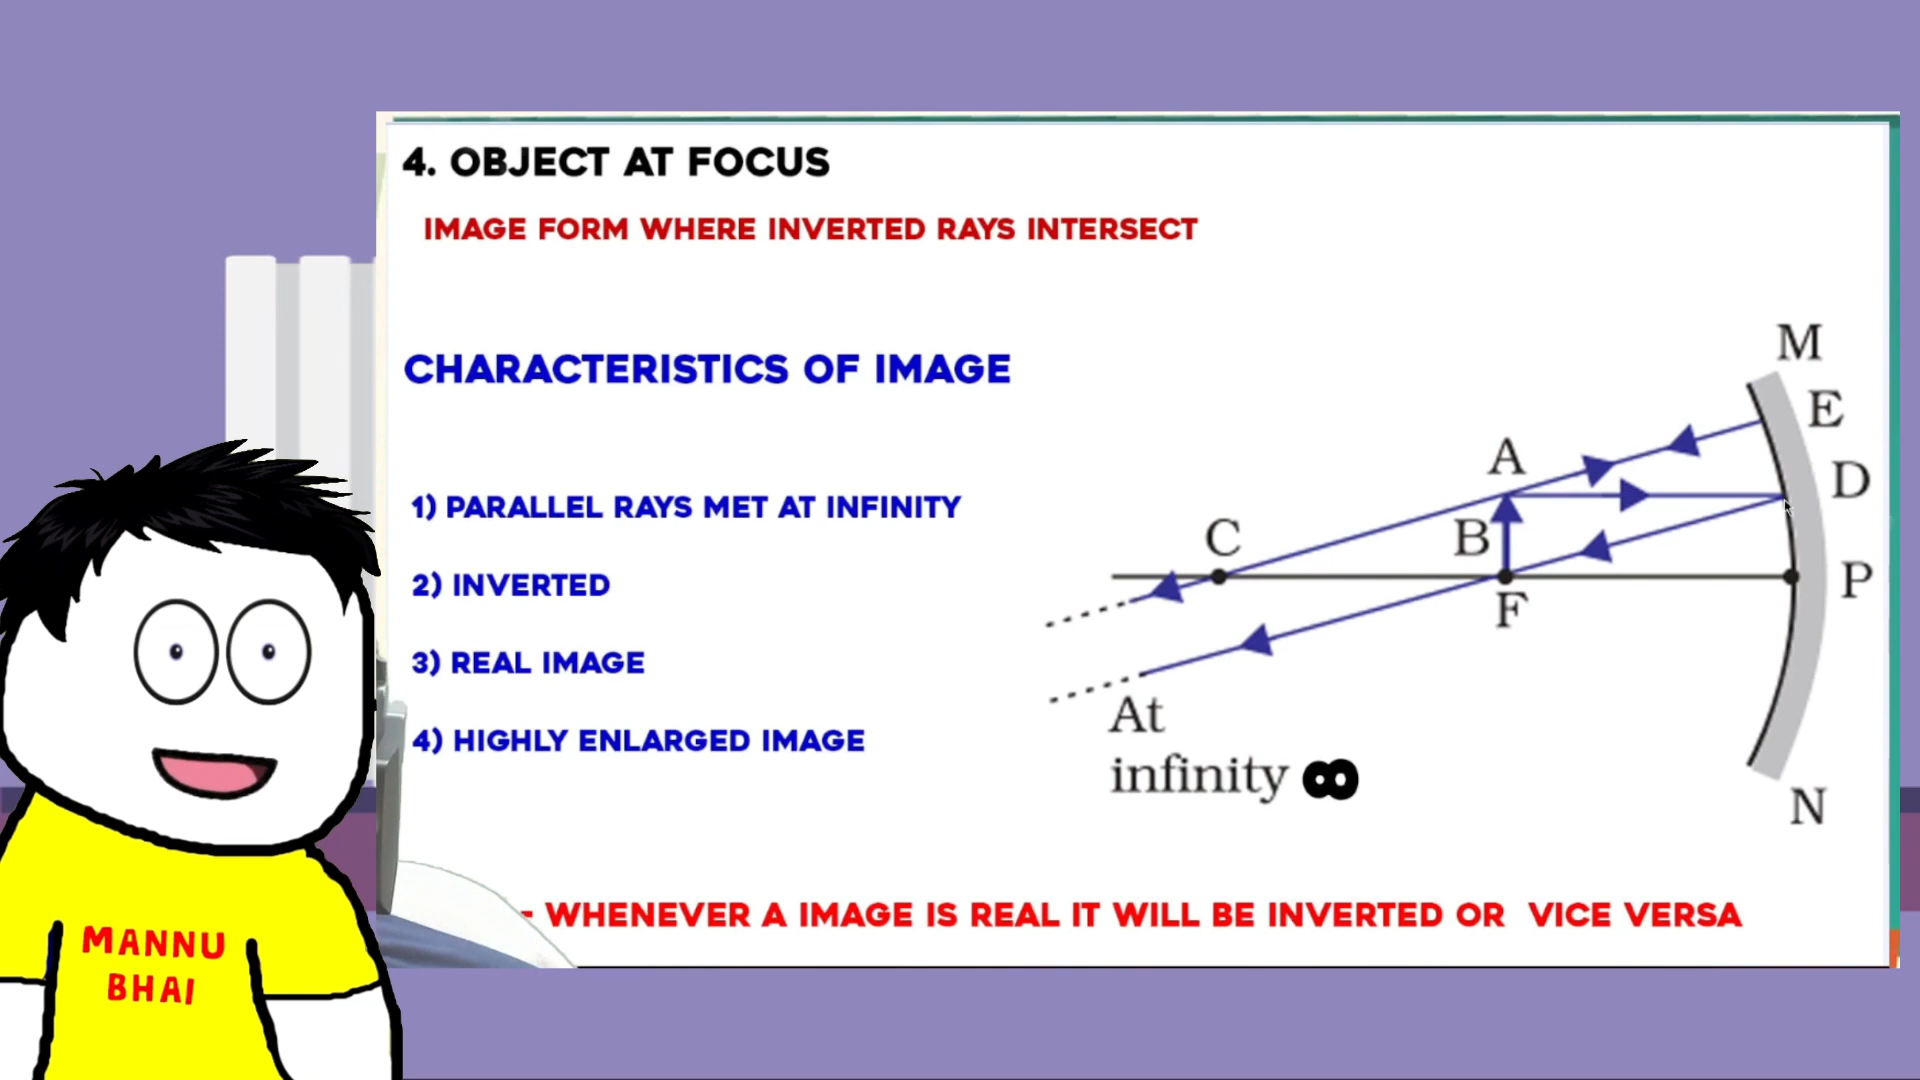 4. OBJECT AT FOCUS
IMAGE FORM WHERE INVERTED RAYS INTERSECT
CHARACTERISTICS OF IMAGE
1) PARALLEL RAYS MET AT INFINITY
2) INVERTED
3) REAL IMAGE
4) HIGHLY ENLARGED IMAGE
M
E
A
D
C
B
P
F
At
infinity ∞
N
- WHENEVER A IMAGE IS REAL IT WILL BE INVERTED OR VICE VERSA
MANNU
BHAI